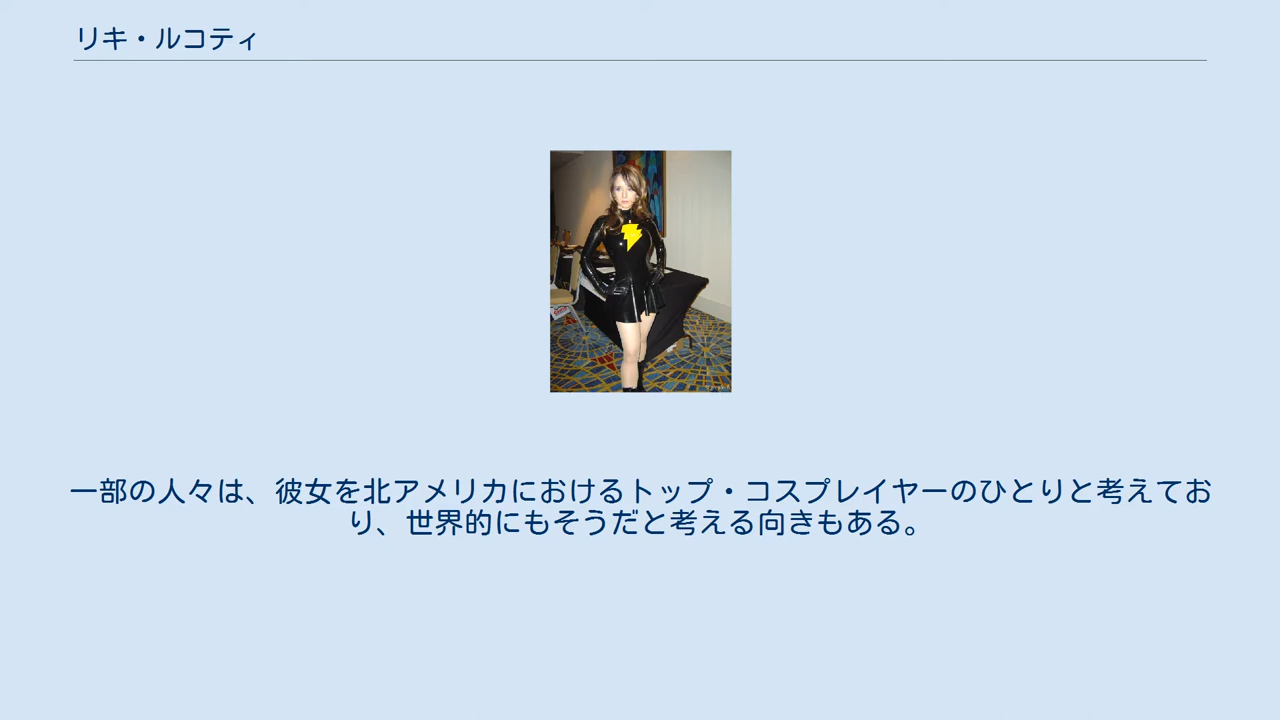 リキ・ルコティ
一部の人々は、彼女を北アメリカにおけるトップ・コスプレイヤーのひとりと考えてお
り、世界的にもそうだと考える向きもある。